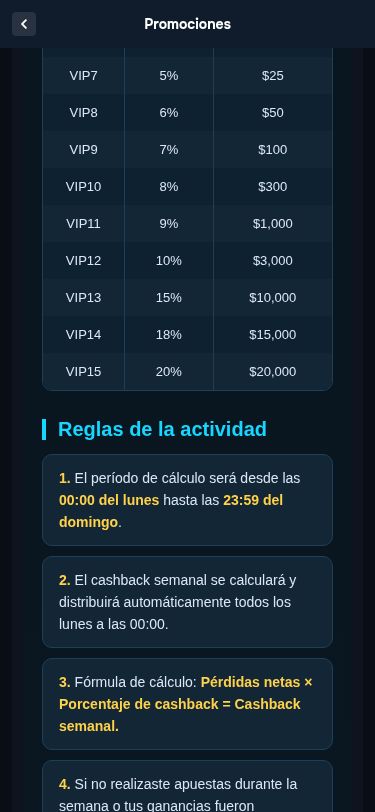 Promociones
VIP7 5% $25
VIP8 6% $50
VIP9 7% $100
VIP10 8% $300
VIP11 9% $1,000
VIP12 10% $3,000
VIP13 15% $10,000
VIP14 18% $15,000
VIP15 20% $20,000
Reglas de la actividad
1. El período de cálculo será desde las
00:00 del lunes hasta las 23:59 del
domingo.
2. El cashback semanal se calculará y
distribuirá automáticamente todos los
lunes a las 00:00.
3. Fórmula de cálculo: Pérdidas netas ×
Porcentaje de cashback = Cashback
semanal.
4. Si no realizaste apuestas durante la
semana o tus ganancias fueron